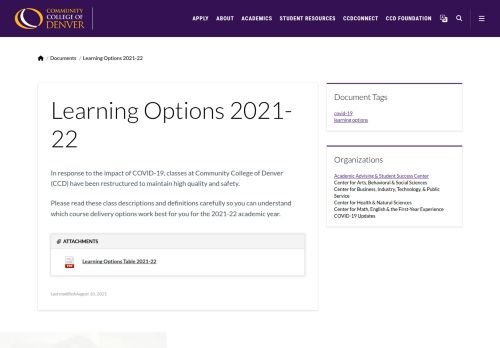 COMMUNITY
COLLEGE OF
DENVER
APPLY ABOUT ACADEMICS STUDENT RESOURCES CCDCONNECT CCD FOUNDATION
/ Documents / Learning Options 2021-22
Learning Options 2021-
22
In response to the impact of COVID-19, classes at Community College of Denver
(CCD) have been restructured to maintain high quality and safety.
Please read these class descriptions and definitions carefully so you can understand
which course delivery options work best for you for the 2021-22 academic year.
ATTACHMENTS
Learning Options Table 2021-22
Last modified August 10, 2021
Document Tags
covid-19
learning options
Organizations
Academic Advising & Student Success Center
Center for Arts, Behavioral & Social Sciences
Center for Business, Industry, Technology, & Public
Service
Center for Health & Natural Sciences
Center for Math, English & the First-Year Experience
COVID-19 Updates